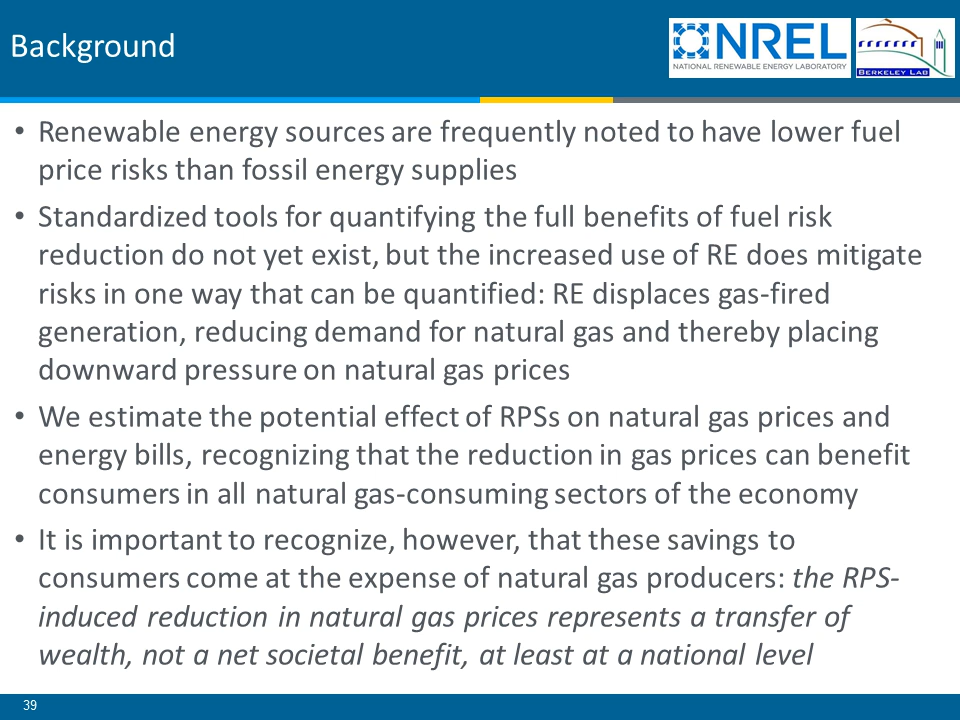 Background
NREL
NATIONAL RENEWABLE ENERGY LABORATORY
BERKELEY LAB
• Renewable energy sources are frequently noted to have lower fuel
price risks than fossil energy supplies
• Standardized tools for quantifying the full benefits of fuel risk
reduction do not yet exist, but the increased use of RE does mitigate
risks in one way that can be quantified: RE displaces gas-fired
generation, reducing demand for natural gas and thereby placing
downward pressure on natural gas prices
• We estimate the potential effect of RPSs on natural gas prices and
energy bills, recognizing that the reduction in gas prices can benefit
consumers in all natural gas-consuming sectors of the economy
• It is important to recognize, however, that these savings to
consumers come at the expense of natural gas producers: the RPS-
induced reduction in natural gas prices represents a transfer of
wealth, not a net societal benefit, at least at a national level
39